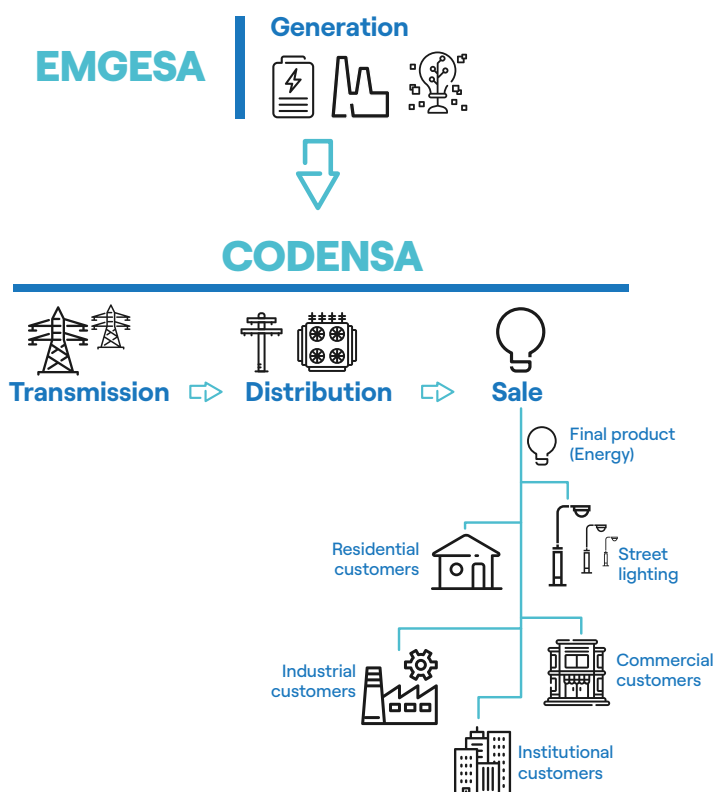 EMGESA
Generation
CODENSA
Transmission
Distribution
Sale
Final product
(Energy)
Residential
customers
Street
lighting
Industrial
customers
Commercial
customers
Institutional
customers